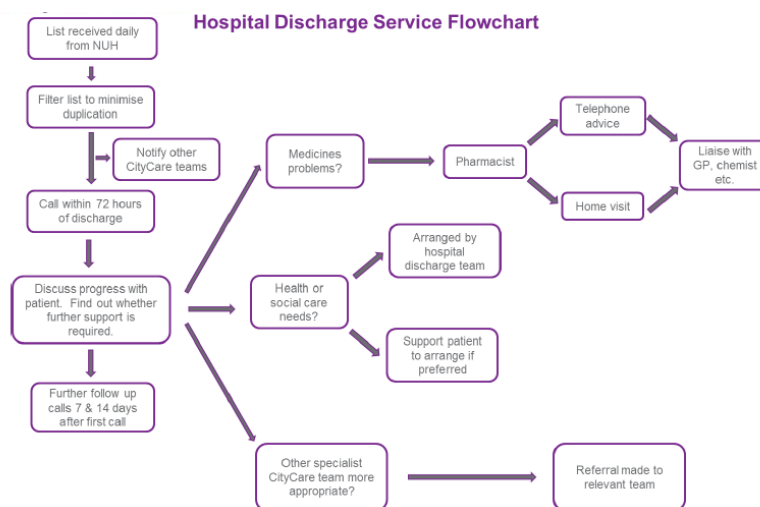 Hospital Discharge Service Flowchart
List received daily
from NUH
Filter list to minimise
duplication
Notify other
CityCare teams
Call within 72 hours
of discharge
Discuss progress with
patient.  Find out whether
further support is
required.
Further follow up
calls 7 & 14 days
after first call
Medicines
problems?
Pharmacist
Telephone
advice
Home visit
Liaise with
GP, chemist
etc.
Health or
social care
needs?
Arranged by
hospital
discharge team
Support patient
to arrange if
preferred
Other specialist
CityCare team more
appropriate?
Referral made to
relevant team